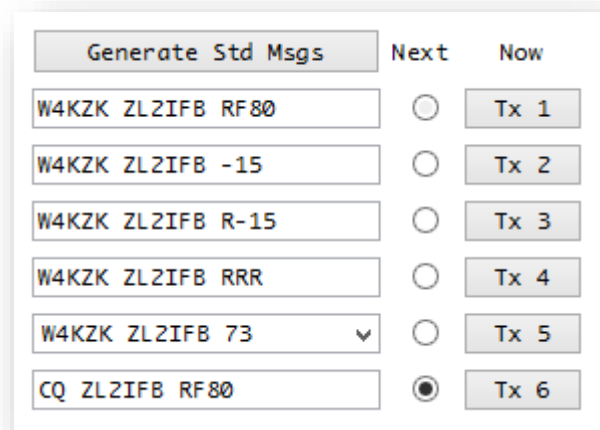 Generate Std Msgs Next Now
W4KZK ZL2IFB RF80 Tx 1
W4KZK ZL2IFB -15 Tx 2
W4KZK ZL2IFB R-15 Tx 3
W4KZK ZL2IFB RRR Tx 4
W4KZK ZL2IFB 73 Tx 5
CQ ZL2IFB RF80 Tx 6